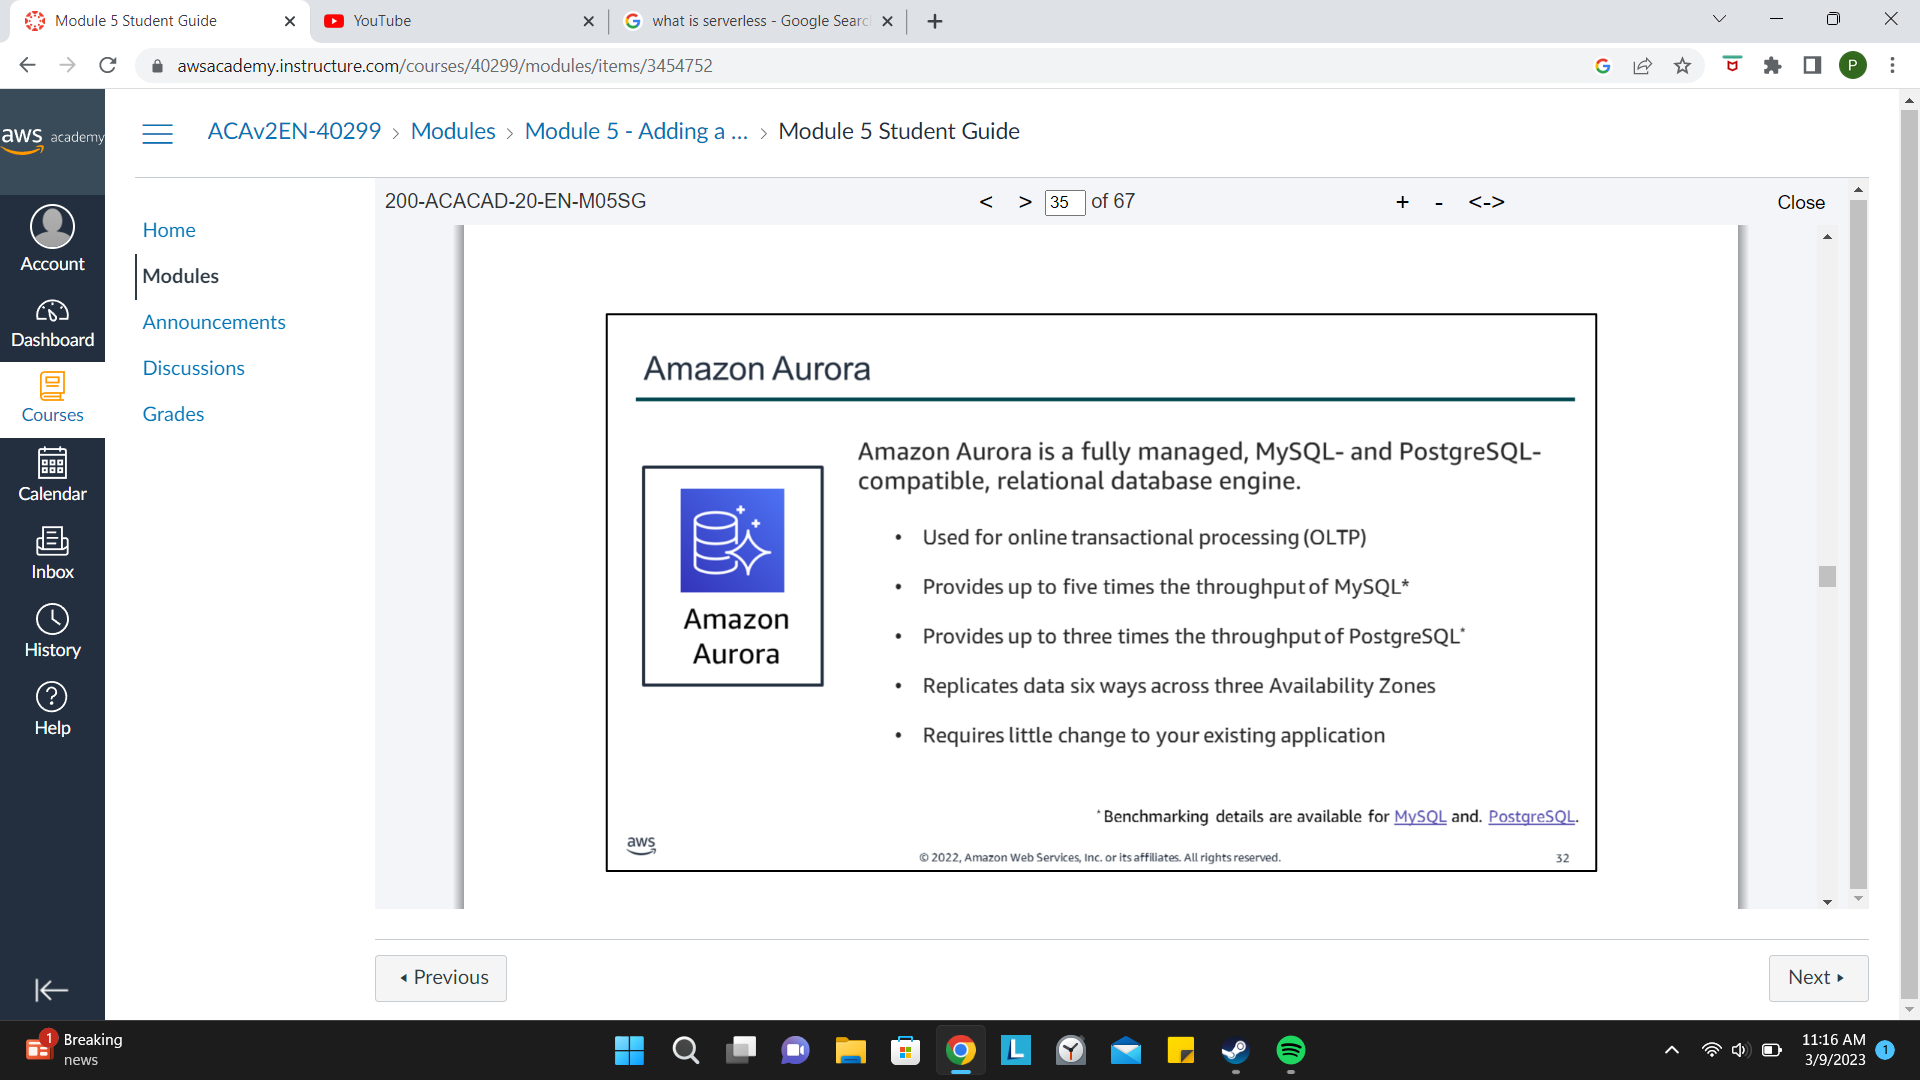 Module 5 Student Guide
YouTube
what is serverless - Google Searc
awsacademy.instructure.com/courses/40299/modules/items/3454752
P
aws academy
ACAv2EN-40299 > Modules > Module 5 - Adding a ... > Module 5 Student Guide
200-ACACAD-20-EN-M05SG
< > 35 of 67
+ - <->
Close
Account
Dashboard
Courses
Calendar
Inbox
History
Help
Home
Modules
Announcements
Discussions
Grades
Amazon Aurora
Amazon
Aurora
Amazon Aurora is a fully managed, MySQL- and PostgreSQL-
compatible, relational database engine.
• Used for online transactional processing (OLTP)
• Provides up to five times the throughput of MySQL*
• Provides up to three times the throughput of PostgreSQL*
• Replicates data six ways across three Availability Zones
• Requires little change to your existing application
* Benchmarking details are available for MySQL and. PostgreSQL.
aws
© 2022, Amazon Web Services, Inc. or its affiliates. All rights reserved.
32
Previous
Next
1
Breaking
news
L
11:16 AM
3/9/2023
1